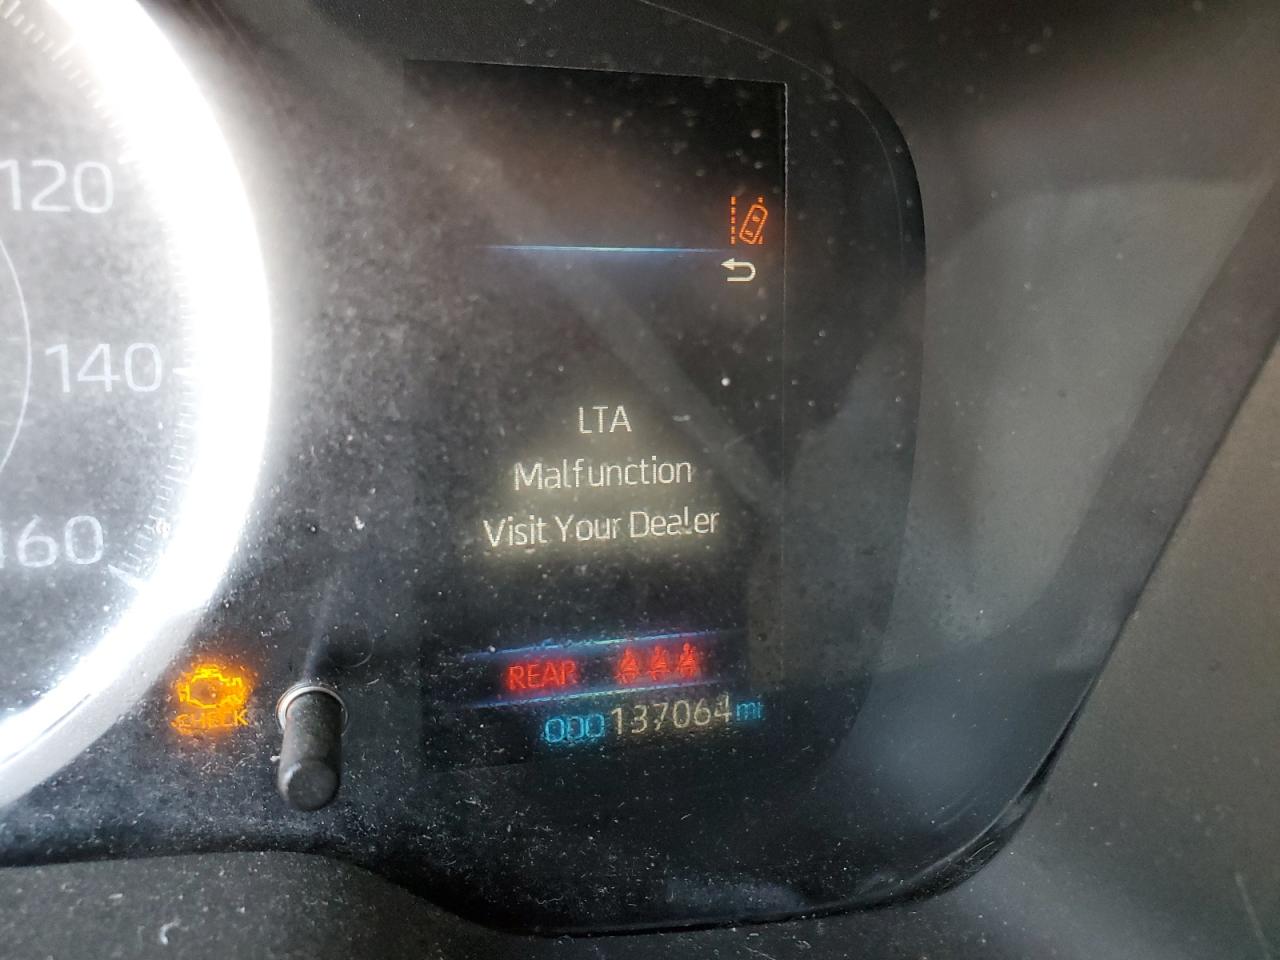 120
140
160
LTA
Malfunction
Visit Your Dealer
REAR
CHECK
000137064mi